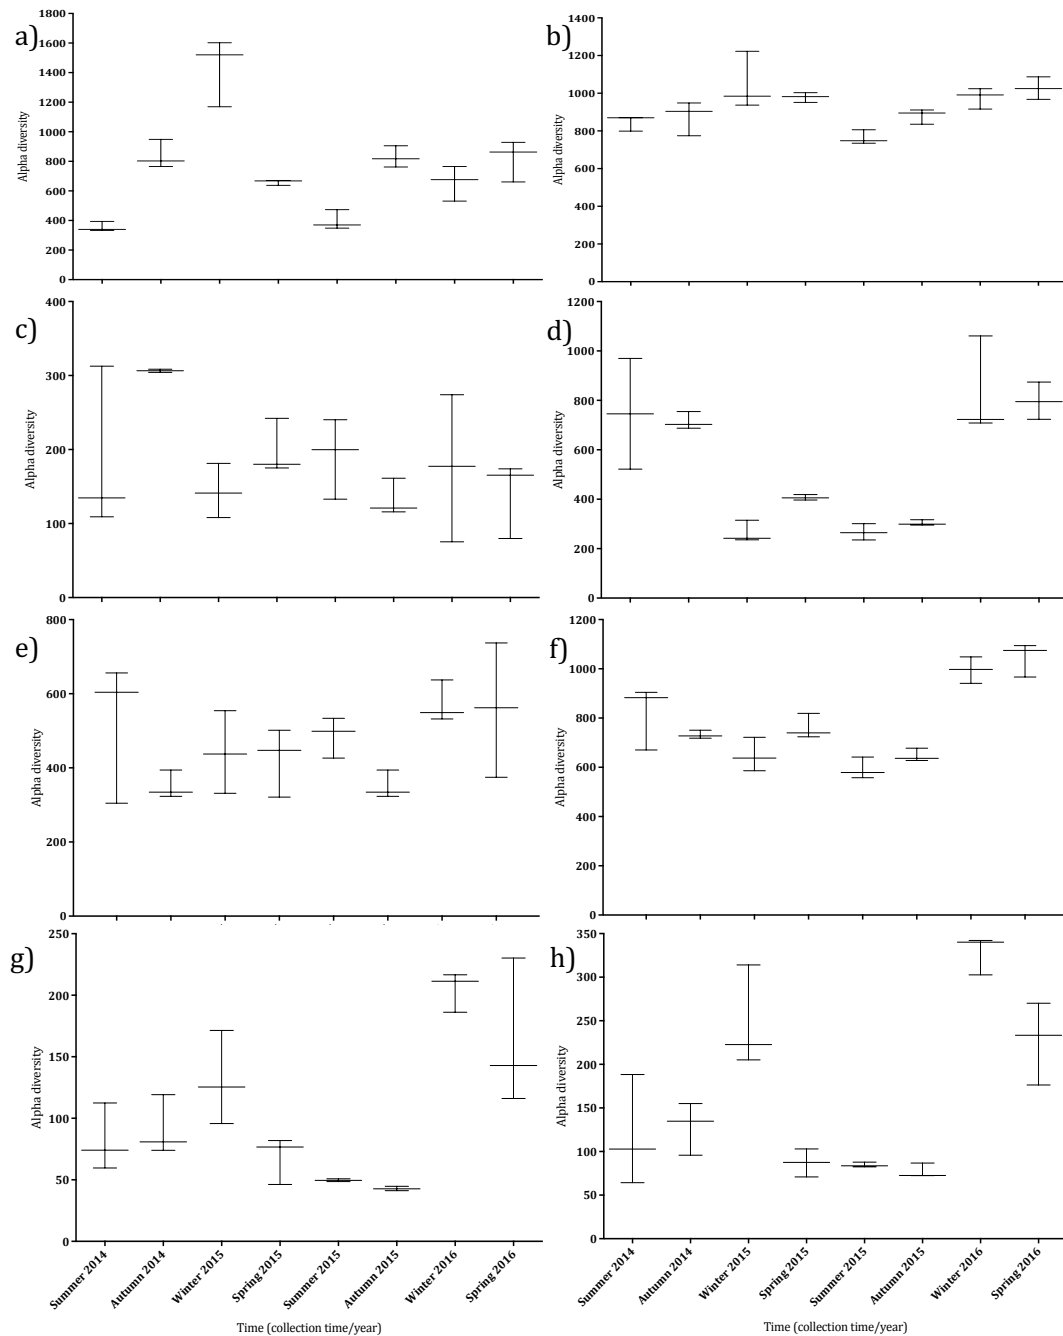 a)
1800
1600
1400
1200
1000
800
600
400
200
0
Alpha diversity
b)
1400
1200
1000
800
600
400
200
0
Alpha diversity
c)
400
300
200
100
0
Alpha diversity
d)
1200
1000
800
600
400
200
0
Alpha diversity
e)
800
600
400
200
0
Alpha diversity
f)
1200
1000
800
600
400
200
0
Alpha diversity
g)
250
200
150
100
50
0
Alpha diversity
Summer 2014
Autumn 2014
Winter 2015
Spring 2015
Summer 2015
Autumn 2015
Winter 2016
Spring 2016
Time (collection time/year)
h)
350
300
250
200
150
100
50
0
Alpha diversity
Summer 2014
Autumn 2014
Winter 2015
Spring 2015
Summer 2015
Autumn 2015
Winter 2016
Spring 2016
Time (collection time/year)